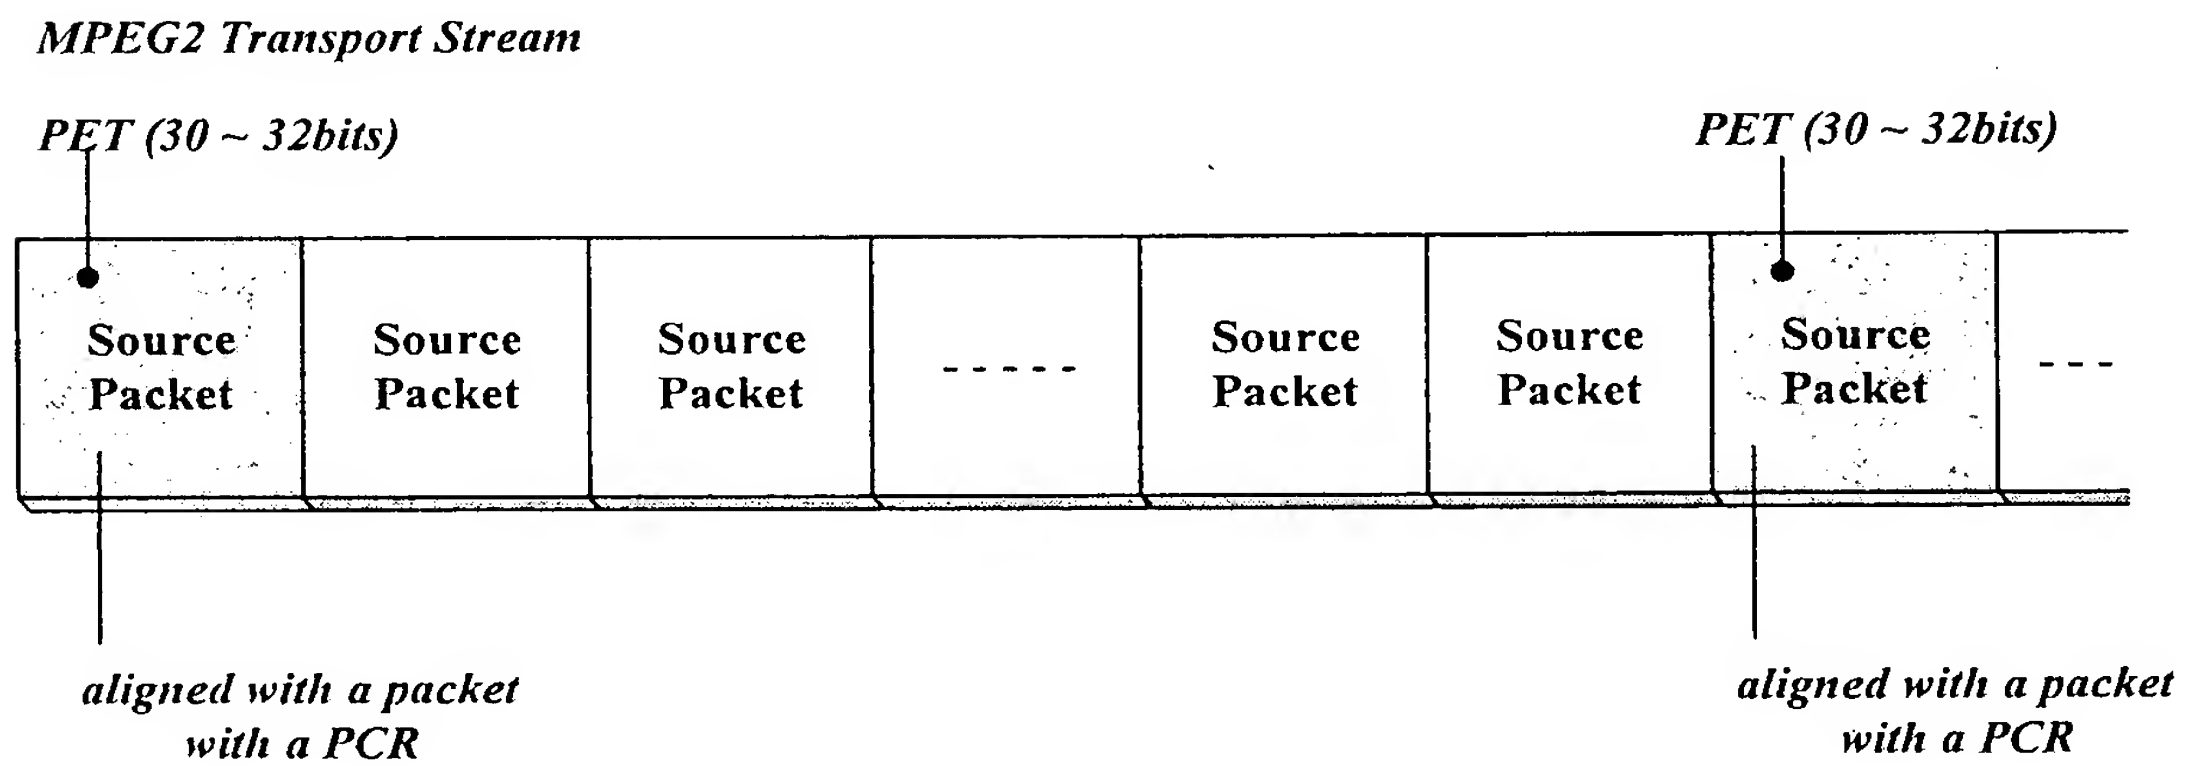 MPEG2 Transport Stream
PET (30 ~ 32bits)
PET (30 ~ 32bits)
Source
Packet
Source
Packet
Source
Packet
-----
Source
Packet
Source
Packet
Source
Packet
---
aligned with a packet
with a PCR
aligned with a packet
with a PCR